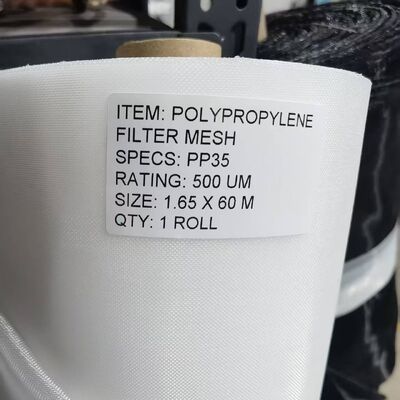 ITEM: POLYPROPYLENE
FILTER MESH
SPECS: PP35
RATING: 500 UM
SIZE: 1.65 X 60 M
QTY: 1 ROLL